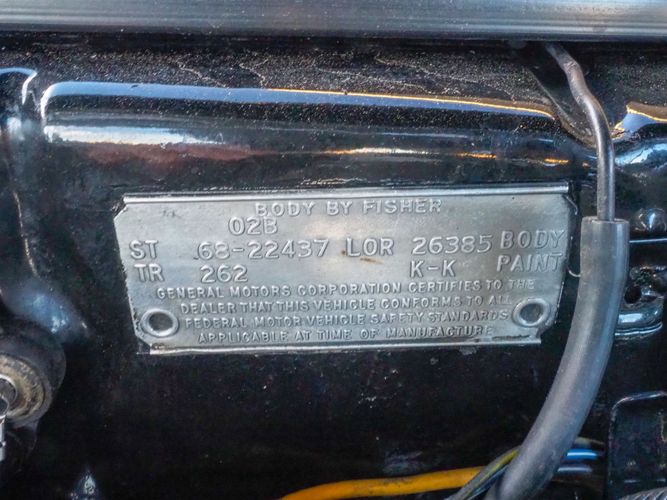 BODY BY FISHER
02B
ST 68-22437 LOR 26385 BODY
TR 262 K-K PAINT
GENERAL MOTORS CORPORATION CERTIFIES TO THE
DEALER THAT THIS VEHICLE CONFORMS TO ALL
FEDERAL MOTOR VEHICLE SAFETY STANDARDS
APPLICABLE AT TIME OF MANUFACTURE